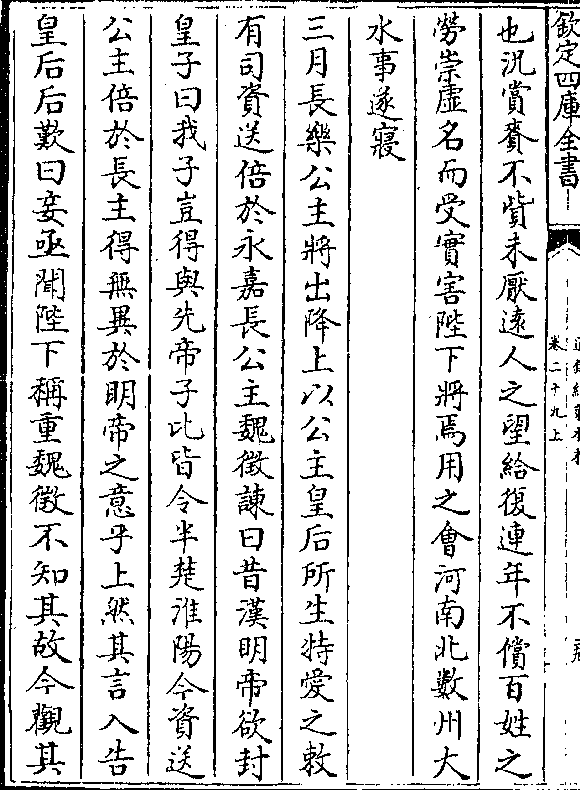 欽定四庫全書
卷二十九上
也況賞賚不貲未厭遠人之望給復連年不償百姓之
勞崇虛名而受實害陛下將焉用之會河南北數州大
水事遂寢
三月長樂公主將出降上以公主皇后所生特愛之敕
有司資送倍於永嘉長公主魏徵諫曰昔漢明帝欲封
皇子曰我子豈得與先帝子比皆令半楚淮陽今資送
公主倍於長主得無異於明帝之意乎上然其言入告
皇后后歎曰妾亟聞陛下稱重魏徵不知其故今觀其